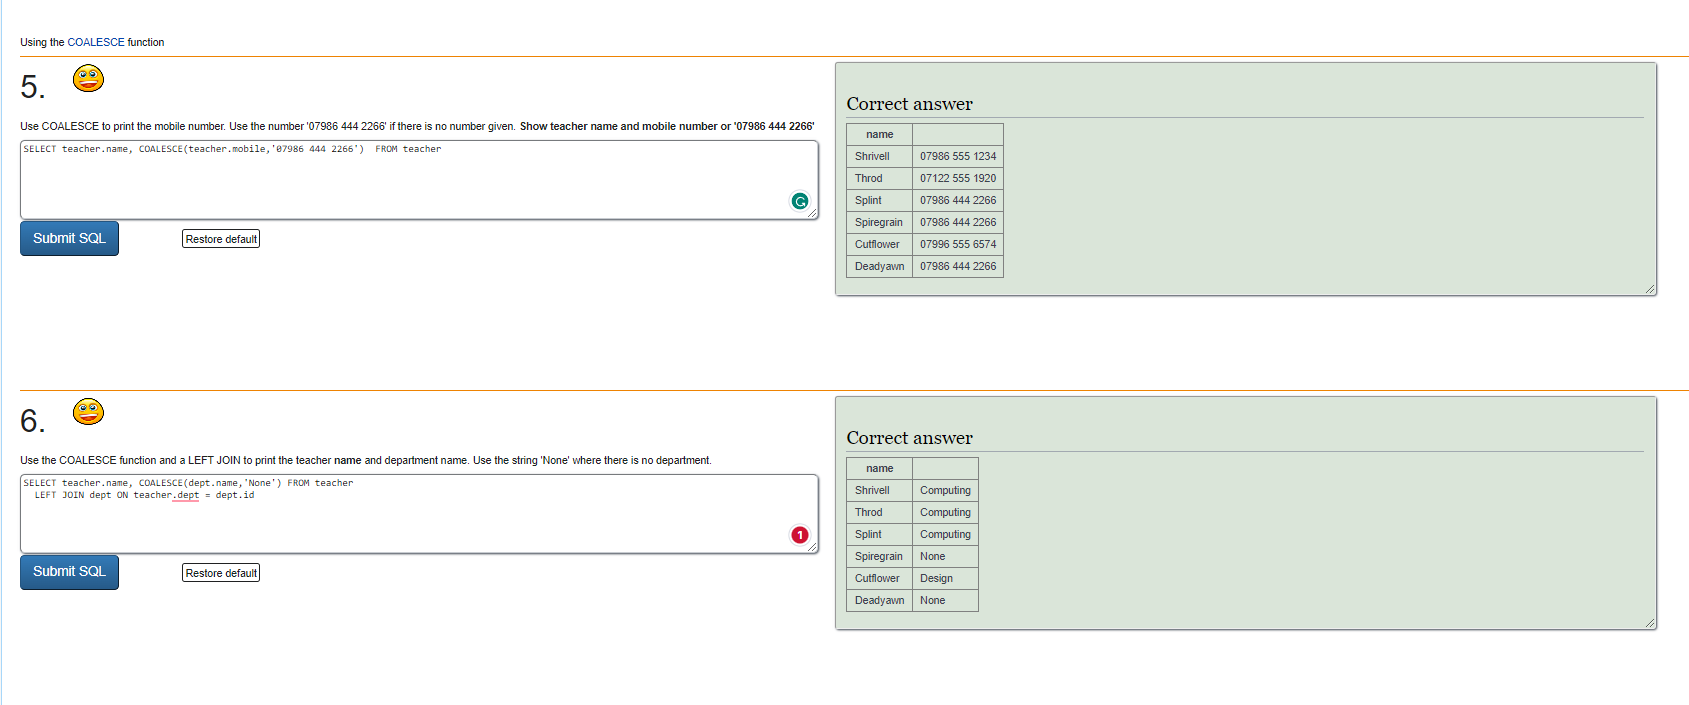 Using the COALESCE function
5.
Use COALESCE to print the mobile number. Use the number '07986 444 2266' if there is no number given. Show teacher name and mobile number or '07986 444 2266'
SELECT teacher.name, COALESCE(teacher.mobile,'07986 444 2266')  FROM teacher
Submit SQL
Restore default
Correct answer
name
Shrivell 07986 555 1234
Throd 07122 555 1920
Splint 07986 444 2266
Spiregrain 07986 444 2266
Cutflower 07996 555 6574
Deadyawn 07986 444 2266
6.
Use the COALESCE function and a LEFT JOIN to print the teacher name and department name. Use the string 'None' where there is no department.
SELECT teacher.name, COALESCE(dept.name,'None') FROM teacher
LEFT JOIN dept ON teacher.dept = dept.id
1
Submit SQL
Restore default
Correct answer
name
Shrivell Computing
Throd Computing
Splint Computing
Spiregrain None
Cutflower Design
Deadyawn None